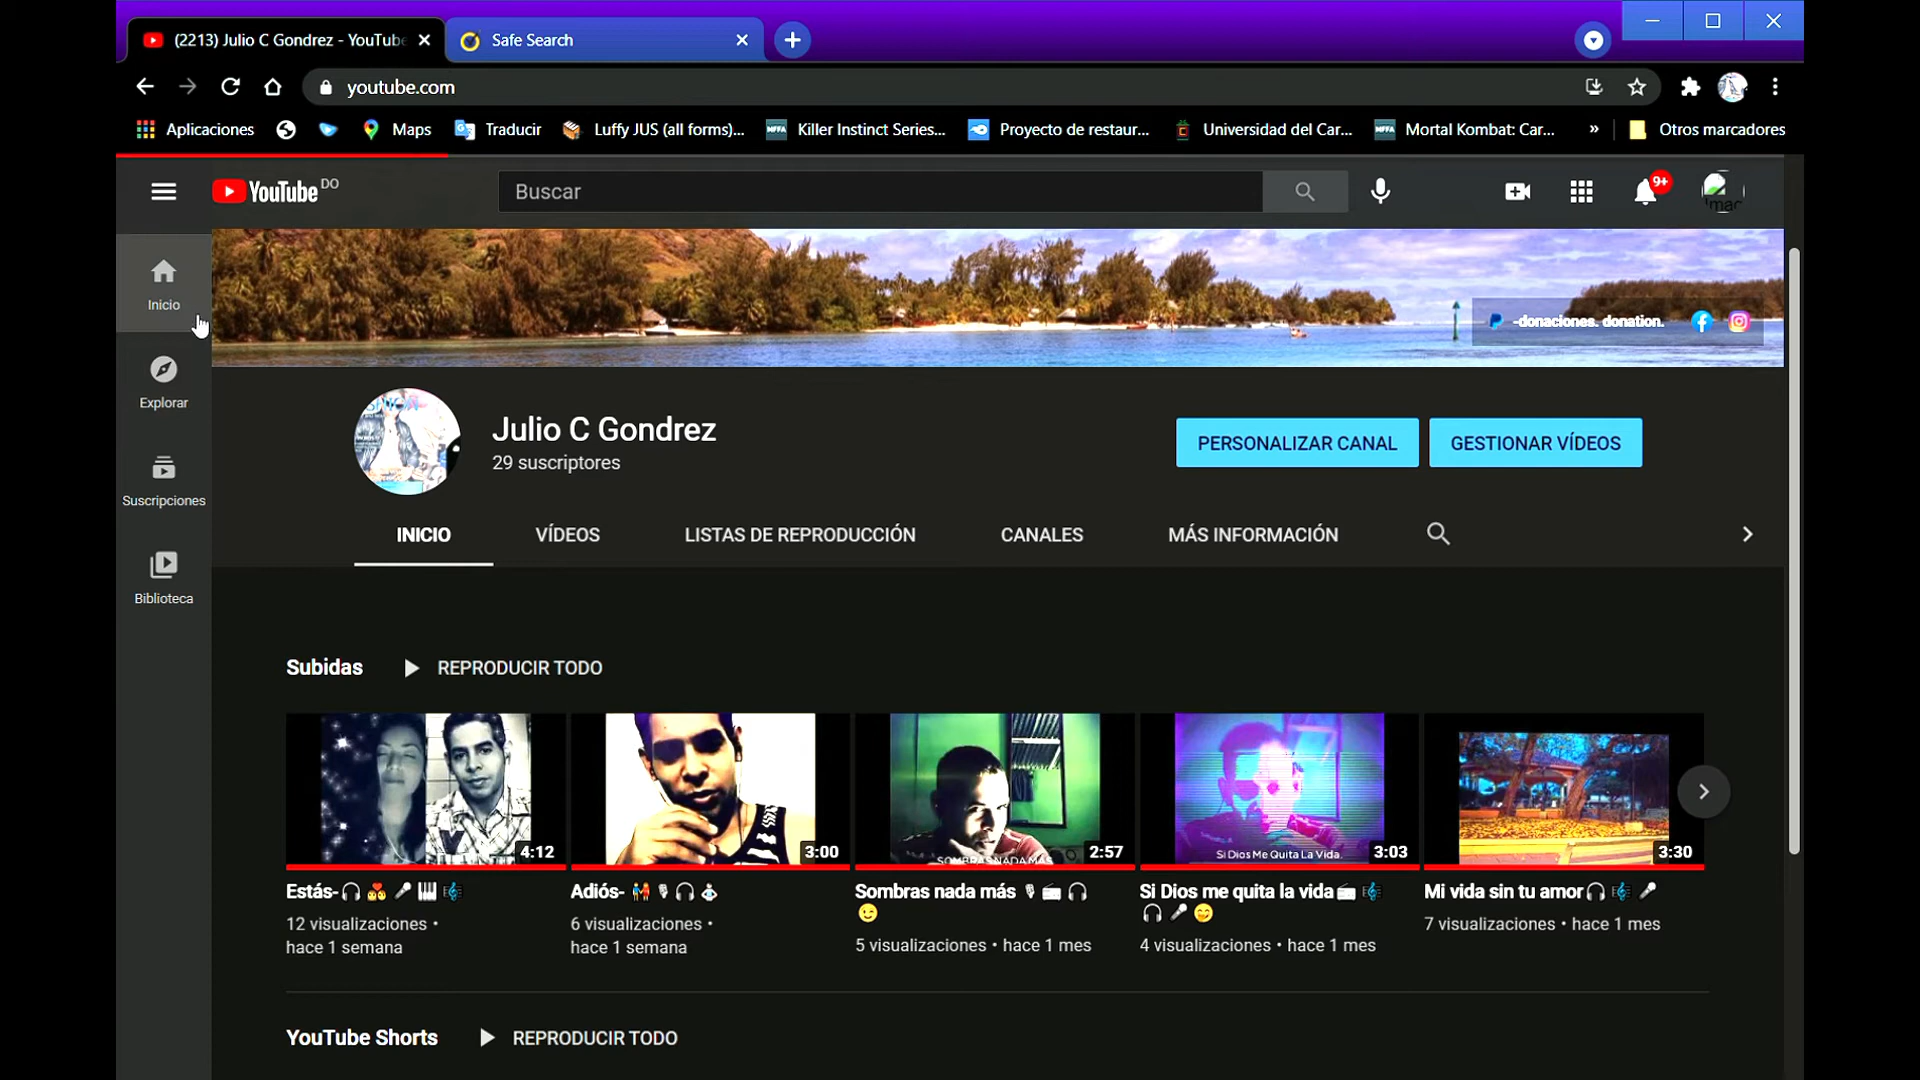 (2213) Julio C Gondrez - YouTube
Safe Search
youtube.com
Aplicaciones
Maps
Traducir
Luffy JUS (all forms)...
Killer Instinct Series...
Proyecto de restaur...
Universidad del Car...
Mortal Kombat: Car...
»
Otros marcadores
YouTube DO
Buscar
9+
Inicio
Explorar
Suscripciones
Biblioteca
-donaciones. donation.
Julio C Gondrez
29 suscriptores
PERSONALIZAR CANAL
GESTIONAR VÍDEOS
INICIO
VÍDEOS
LISTAS DE REPRODUCCIÓN
CANALES
MÁS INFORMACIÓN
Subidas
REPRODUCIR TODO
4:12
3:00
SOMBRAS NADA MÁS
2:57
Si Dios Me Quita La Vida.
3:03
3:30
Estás-
12 visualizaciones •
hace 1 semana
Adiós-
6 visualizaciones •
hace 1 semana
Sombras nada más
5 visualizaciones • hace 1 mes
Si Dios me quita la vida
4 visualizaciones • hace 1 mes
Mi vida sin tu amor
7 visualizaciones • hace 1 mes
YouTube Shorts
REPRODUCIR TODO